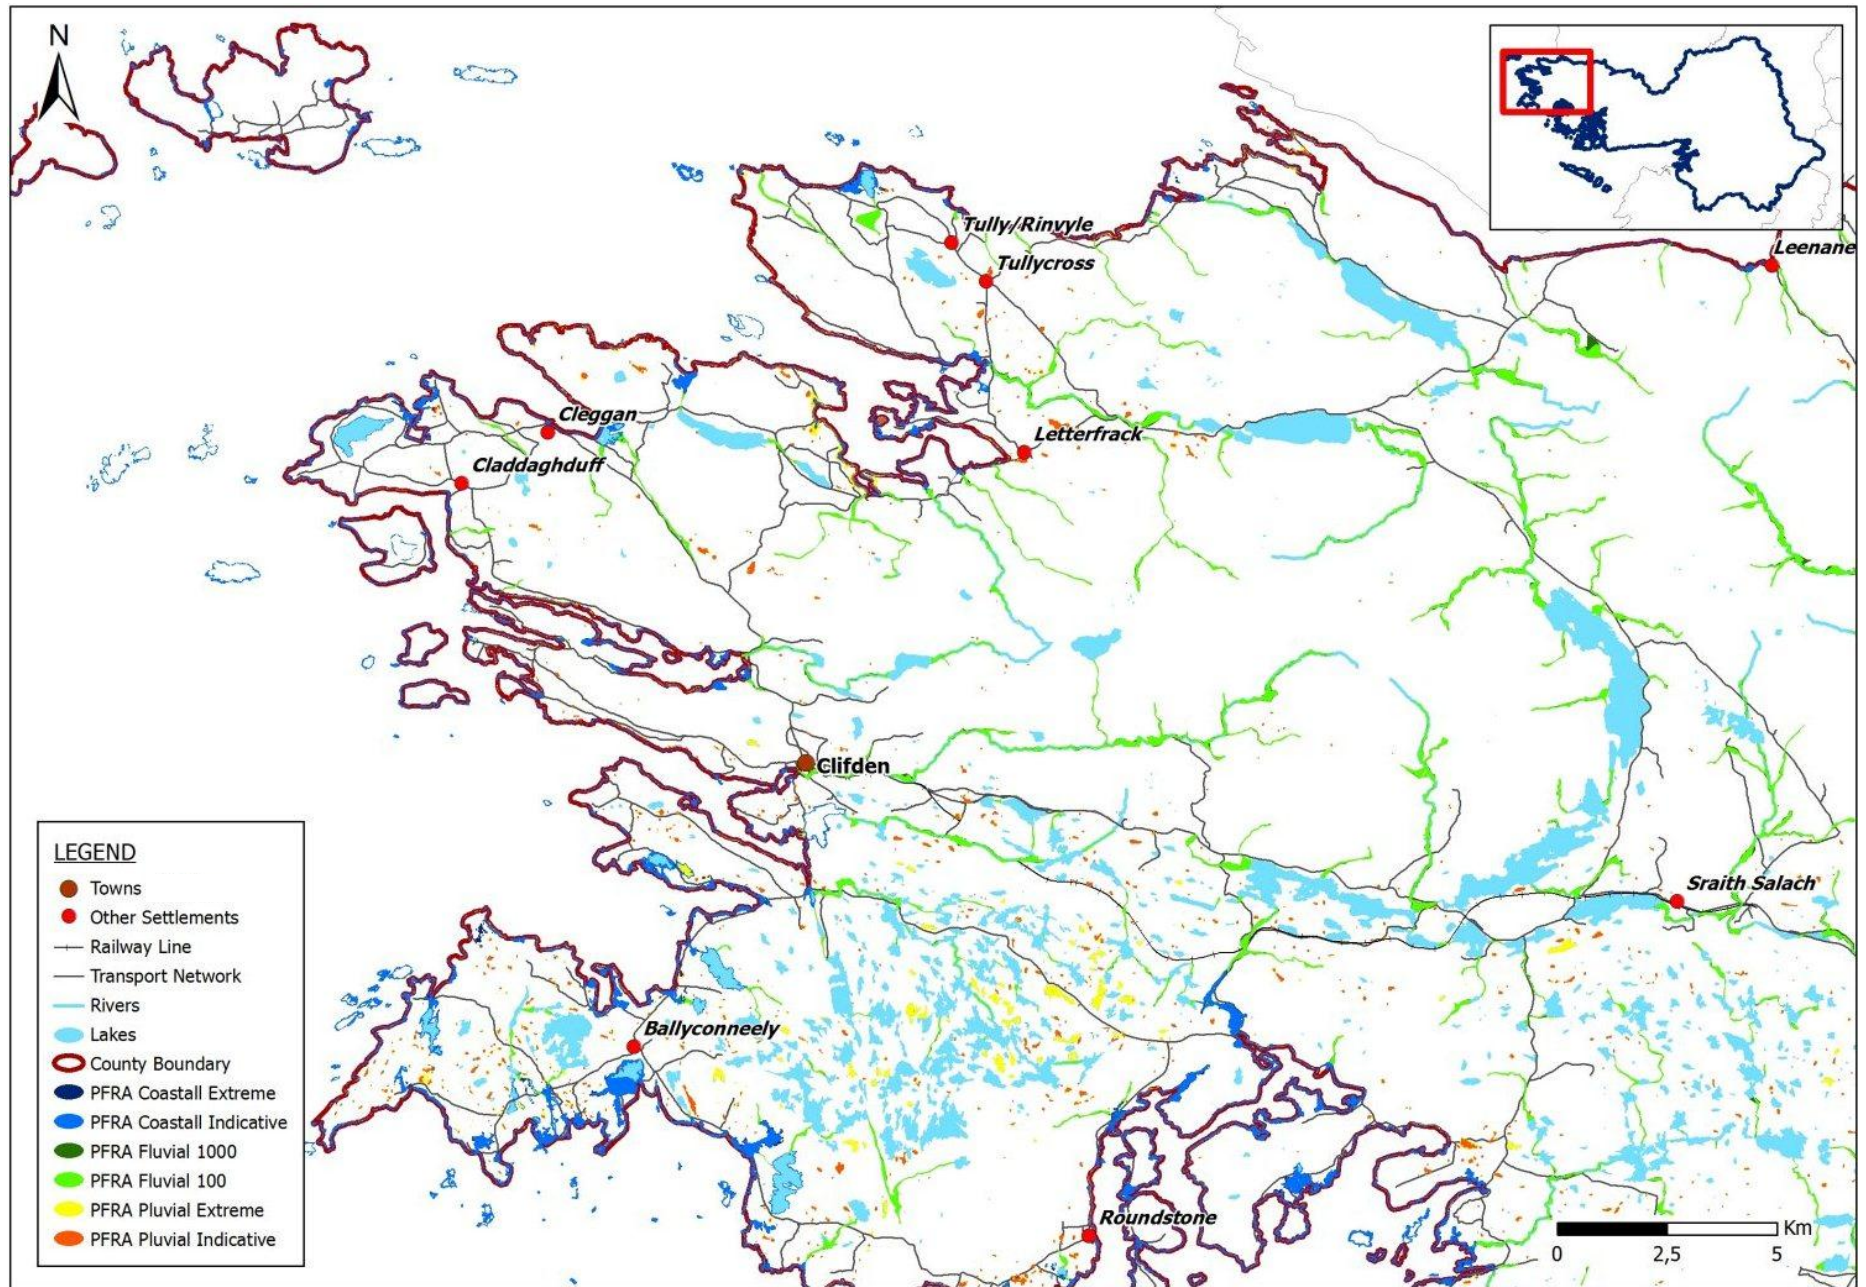 N
Tully/Rinvyle
Tullycross
Leenane
Cleggan
Letterfrack
Claddaghduff
Clifden
Sraith Salach
Ballyconneely
Roundstone
LEGEND
Towns
Other Settlements
Railway Line
Transport Network
Rivers
Lakes
County Boundary
PFRA Coastall Extreme
PFRA Coastall Indicative
PFRA Fluvial 1000
PFRA Fluvial 100
PFRA Pluvial Extreme
PFRA Pluvial Indicative
Km
0 2,5 5